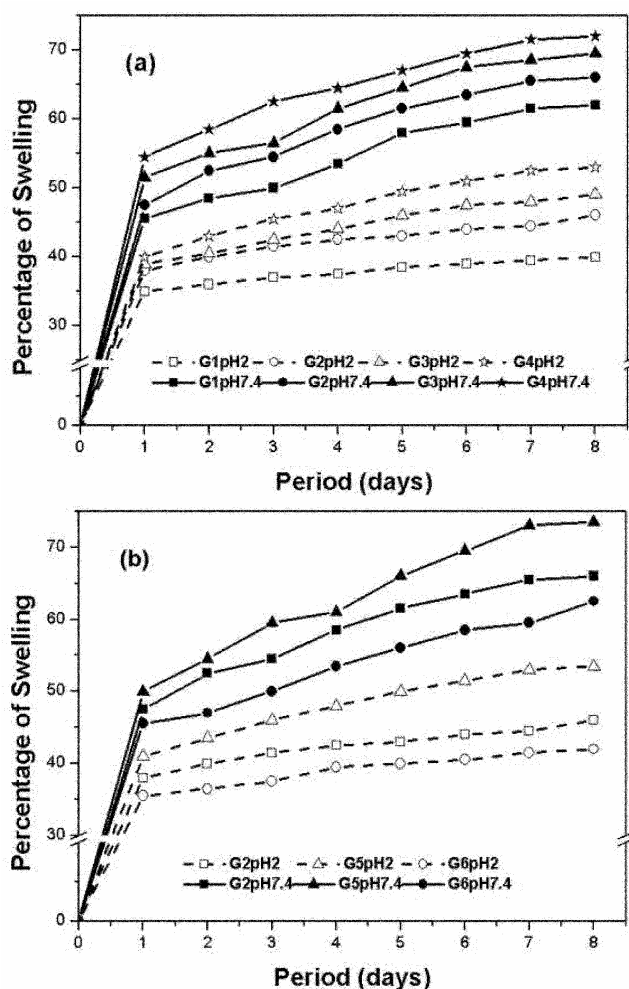 (a)
Percentage of Swelling
70
60
50
40
30
0
G1pH2 G2pH2 G3pH2 G4pH2
G1pH7.4 G2pH7.4 G3pH7.4 G4pH7.4
0 1 2 3 4 5 6 7 8
Period (days)
(b)
Percentage of Swelling
70
60
50
40
30
0
G2pH2 G5pH2 G6pH2
G2pH7.4 G5pH7.4 G6pH7.4
0 1 2 3 4 5 6 7 8
Period (days)